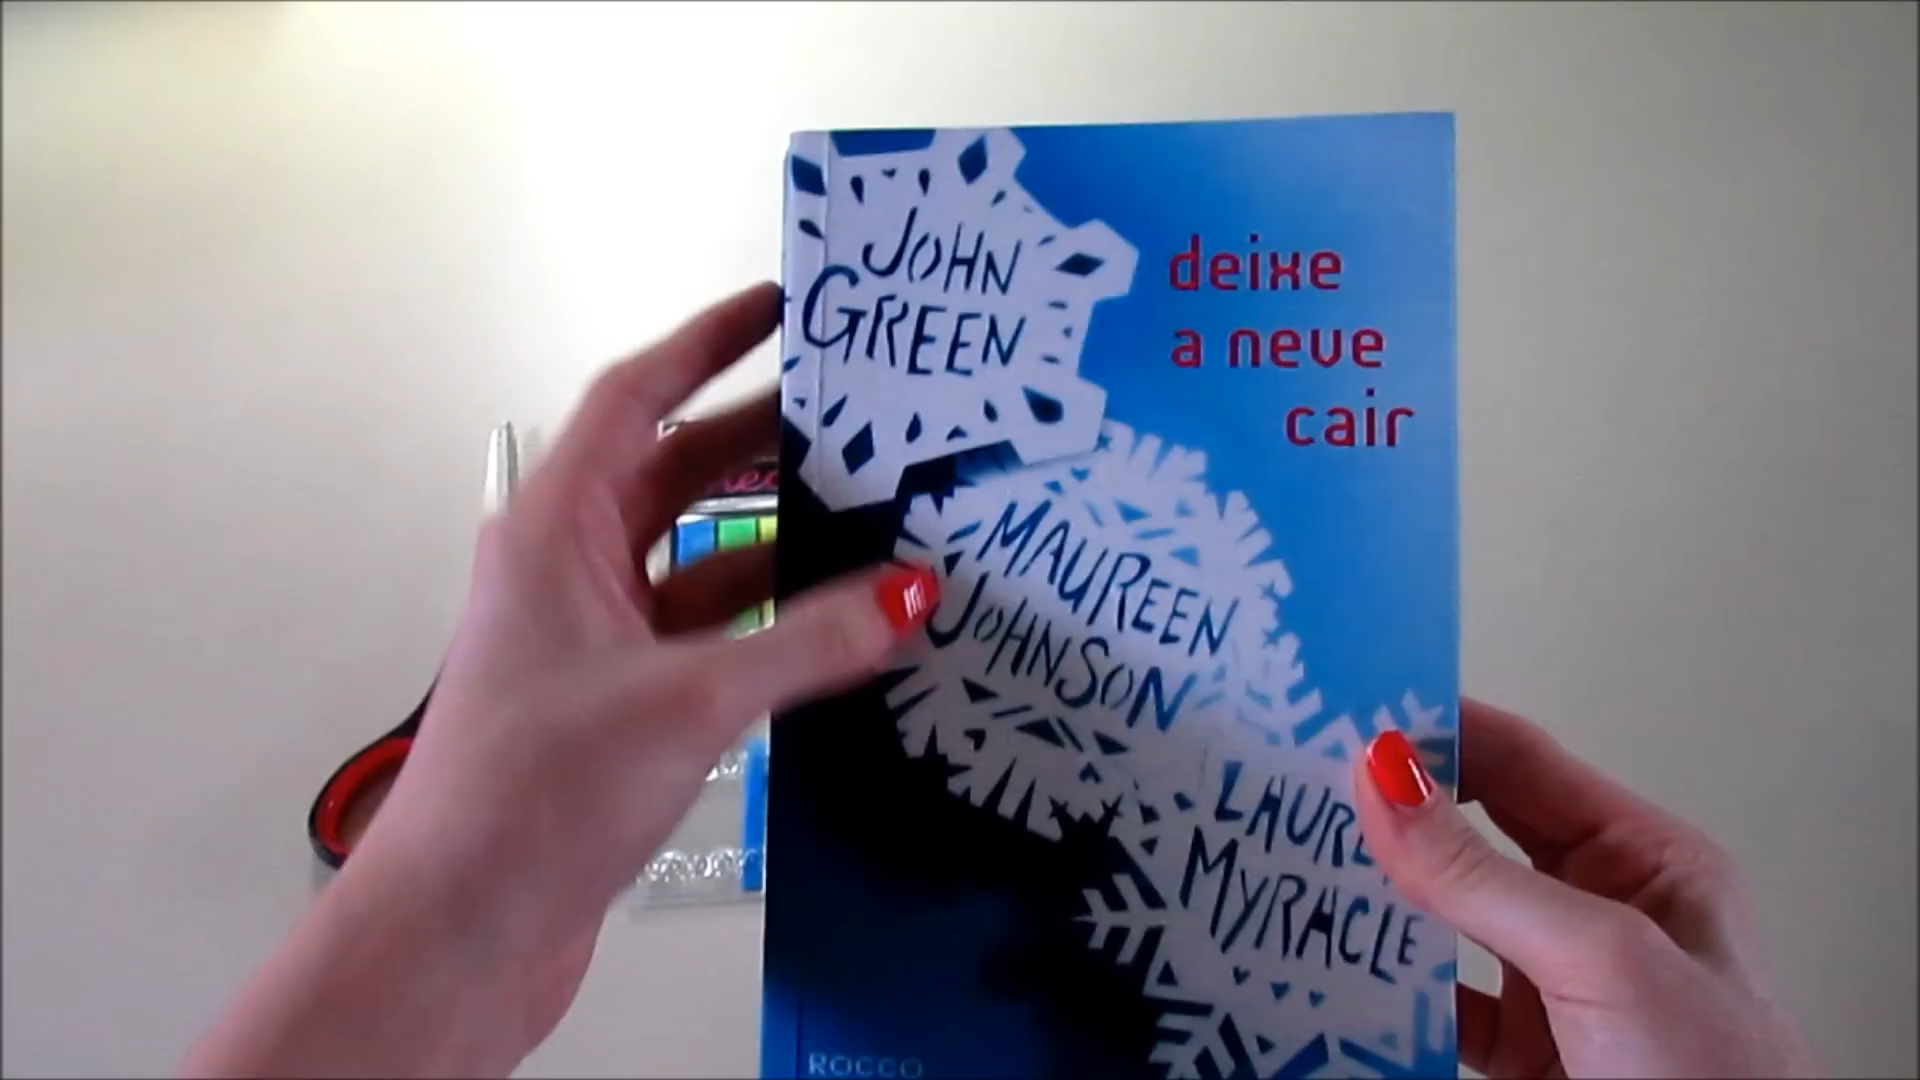 JOHN
GREEN
deixe
a neve
cair
MAUREEN
JOHNSON
MYRACLE
ROCCO